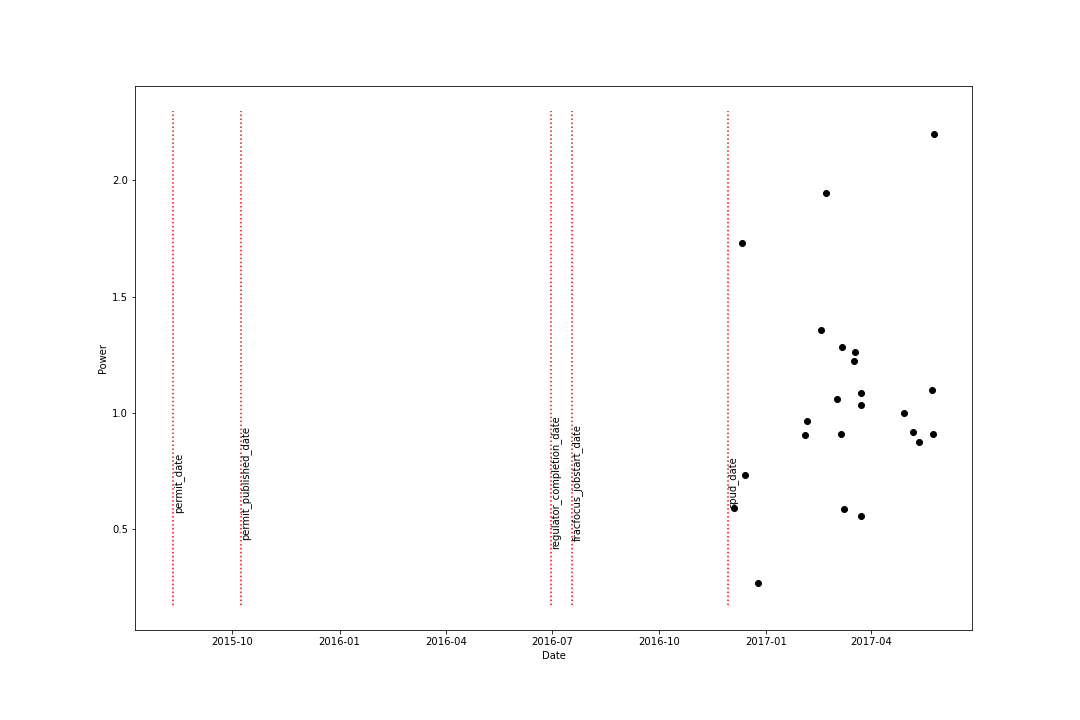 2.0
1.5
1.0
0.5
Power
permit_date
permit_published_date
regulator_completion_date
fracfocus_jobstart_date
spud_date
2015-10
2016-01
2016-04
2016-07
2016-10
2017-01
2017-04
Date